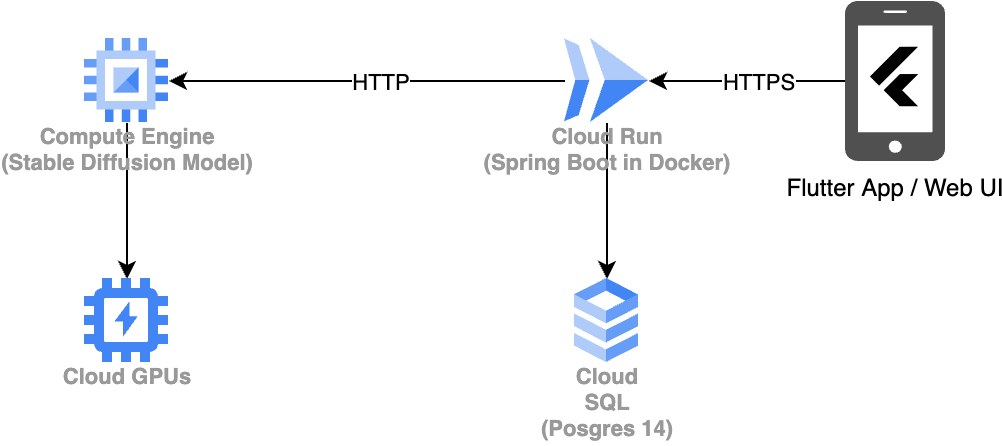 HTTP
HTTPS
Compute Engine
(Stable Diffusion Model)
Cloud Run
(Spring Boot in Docker)
Flutter App / Web UI
Cloud GPUs
Cloud
SQL
(Posgres 14)